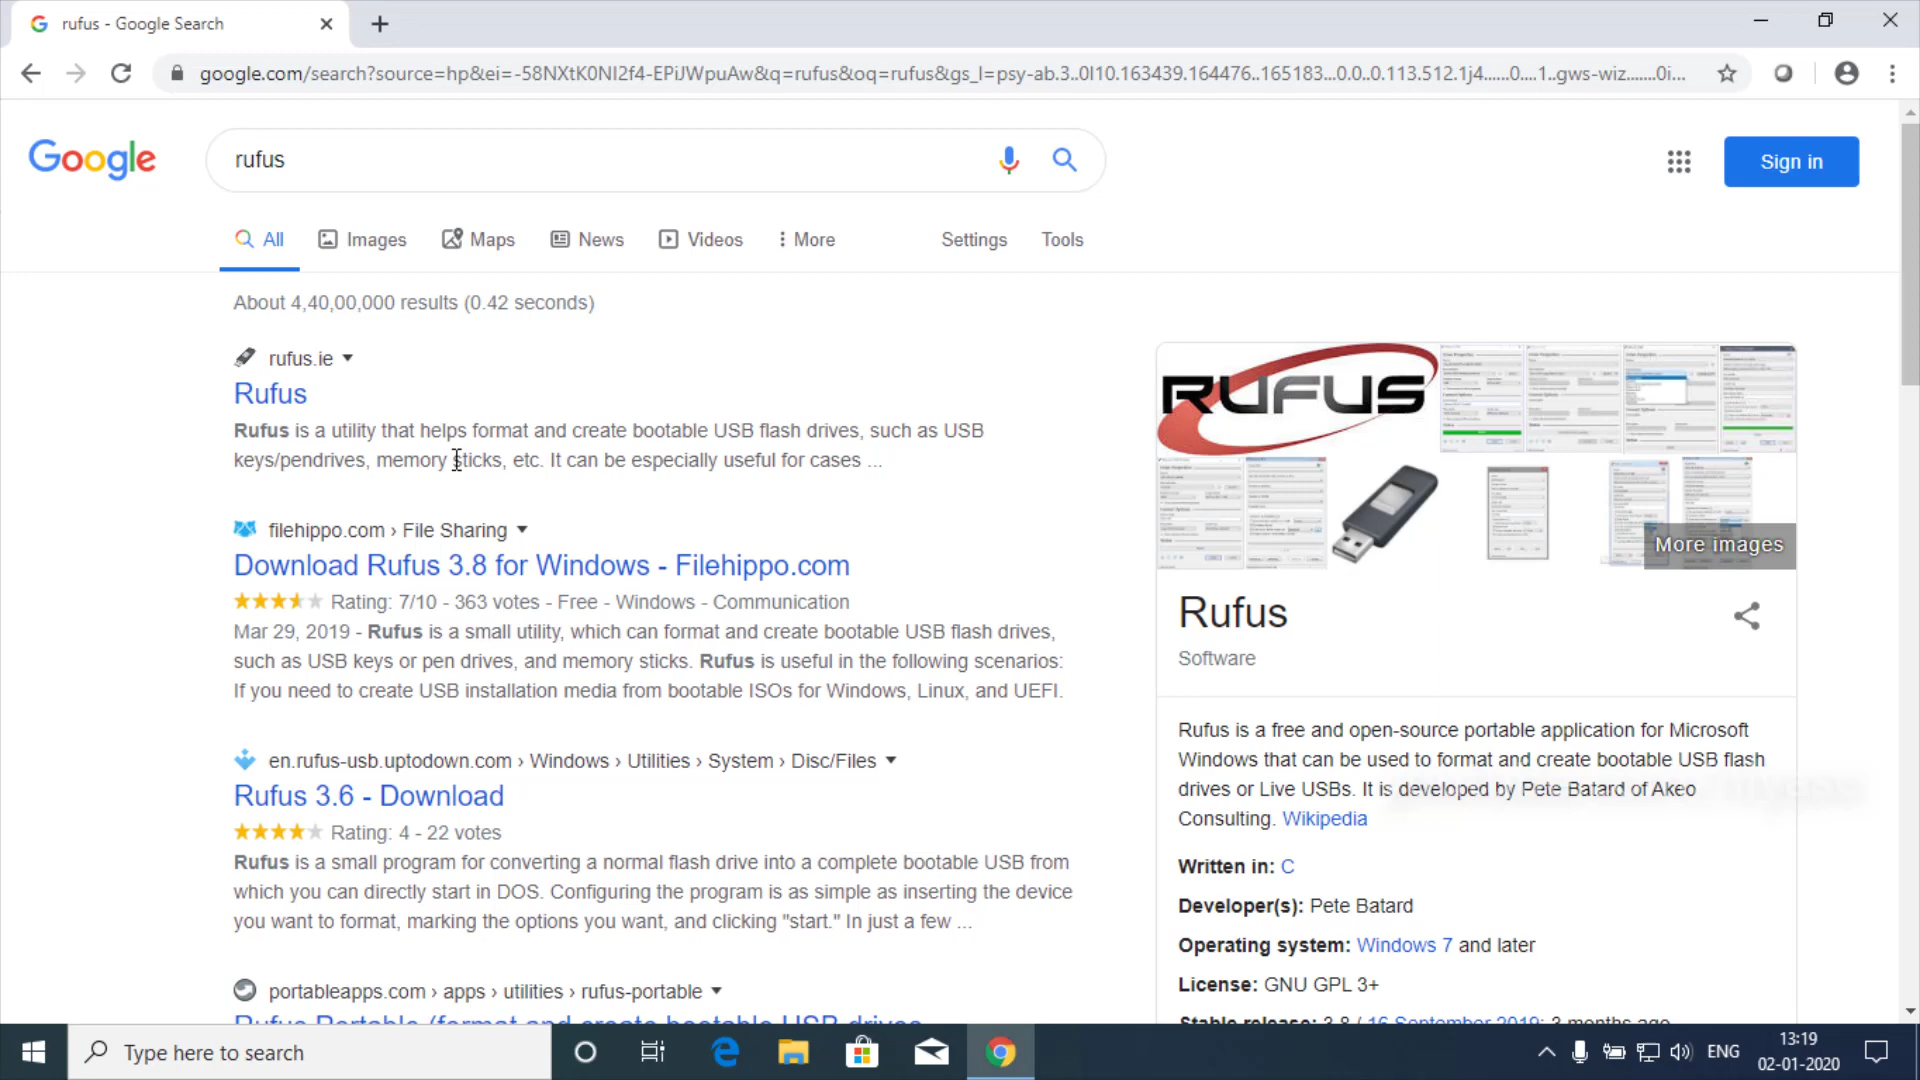 rufus - Google Search
google.com/search?source=hp&ei=-58NXtK0NI2f4-EPiJWpuAw&q=rufus&oq=rufus&gs_l=psy-ab.3..0l10.163439.164476..165183...0.0..0.113.512.1j4......0....1..gws-wiz.......0i...
Google
rufus
Sign in
All
Images
Maps
News
Videos
More
Settings
Tools
About 4,40,00,000 results (0.42 seconds)
rufus.ie
Rufus
Rufus is a utility that helps format and create bootable USB flash drives, such as USB
keys/pendrives, memory sticks, etc. It can be especially useful for cases ...
filehippo.com › File Sharing
Download Rufus 3.8 for Windows - Filehippo.com
Rating: 7/10 - 363 votes - Free - Windows - Communication
Mar 29, 2019 - Rufus is a small utility, which can format and create bootable USB flash drives,
such as USB keys or pen drives, and memory sticks. Rufus is useful in the following scenarios:
If you need to create USB installation media from bootable ISOs for Windows, Linux, and UEFI.
en.rufus-usb.uptodown.com › Windows › Utilities › System › Disc/Files
Rufus 3.6 - Download
Rating: 4 - 22 votes
Rufus is a small program for converting a normal flash drive into a complete bootable USB from
which you can directly start in DOS. Configuring the program is as simple as inserting the device
you want to format, marking the options you want, and clicking "start." In just a few ...
portableapps.com › apps › utilities › rufus-portable
Rufus Portable (format and create bootable USB drives
RUFUS
More images
Rufus
Software
Rufus is a free and open-source portable application for Microsoft
Windows that can be used to format and create bootable USB flash
drives or Live USBs. It is developed by Pete Batard of Akeo
Consulting. Wikipedia
Written in: C
Developer(s): Pete Batard
Operating system: Windows 7 and later
License: GNU GPL 3+
Stable release: 3.8 / 16 September 2019; 3 months ago
Type here to search
ENG
13:19
02-01-2020